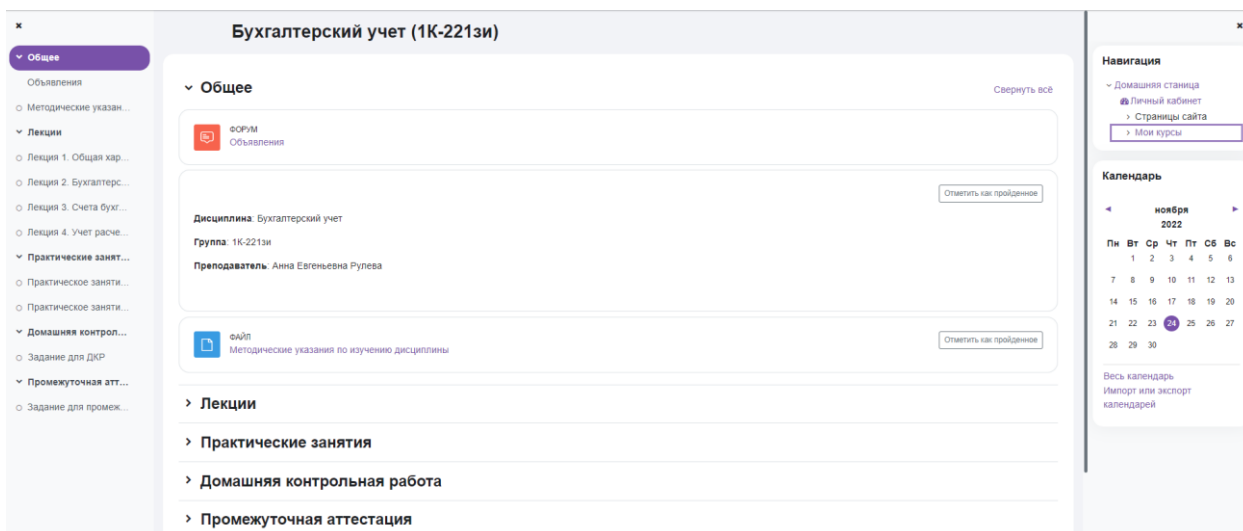 Бухгалтерский учет (1К-221зи)
Общее
Объявления
Методические указан...
Лекции
Лекция 1. Общая хар...
Лекция 2. Бухгалтерс...
Лекция 3. Счета бухг...
Лекция 4. Учет расче...
Практические занят...
Практическое заняти...
Практическое заняти...
Домашняя контрол...
Задание для ДКР
Промежуточная атт...
Задание для промеж...
Общее
Свернуть всё
ФОРУМ
Объявления
Отметить как пройденное
Дисциплина: Бухгалтерский учет
Группа: 1К-221зи
Преподаватель: Анна Евгеньевна Рулева
ФАЙЛ
Методические указания по изучению дисциплины
Отметить как пройденное
Лекции
Практические занятия
Домашняя контрольная работа
Промежуточная аттестация
Навигация
Домашняя станица
Личный кабинет
Страницы сайта
Мои курсы
Календарь
ноября
2022
Пн Вт Ср Чт Пт Сб Вс
1 2 3 4 5 6
7 8 9 10 11 12 13
14 15 16 17 18 19 20
21 22 23 24 25 26 27
28 29 30
Весь календарь
Импорт или экспорт
календарей